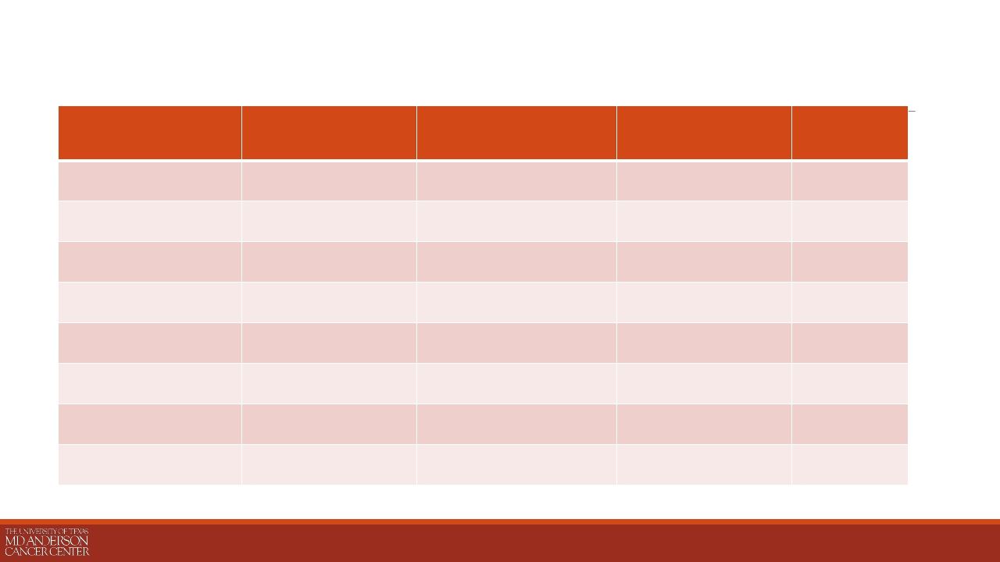 THE UNIVERSITY OF TEXAS
MD ANDERSON
CANCER CENTER